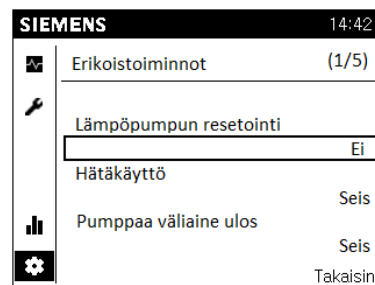 SIEMENS 14:42
Erikoistoiminnot (1/5)
Lämpöpumpun resetointi
Ei
Hätäkäyttö
Seis
Pumppaa väliaine ulos
Seis
Takaisin